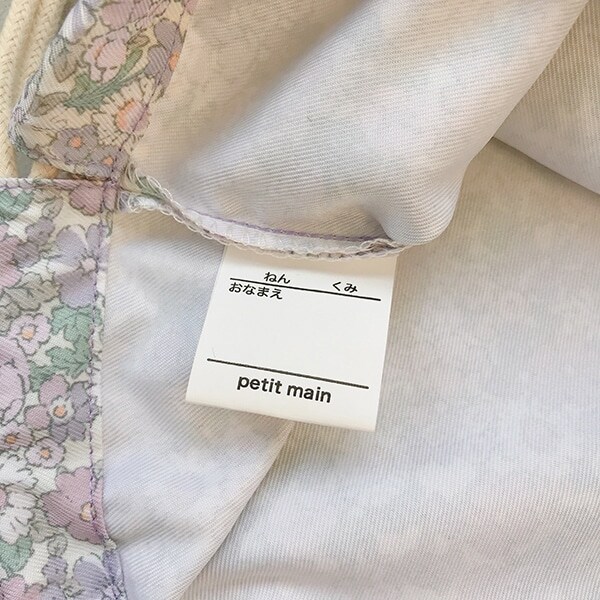 ねん くみ
おなまえ
petit main